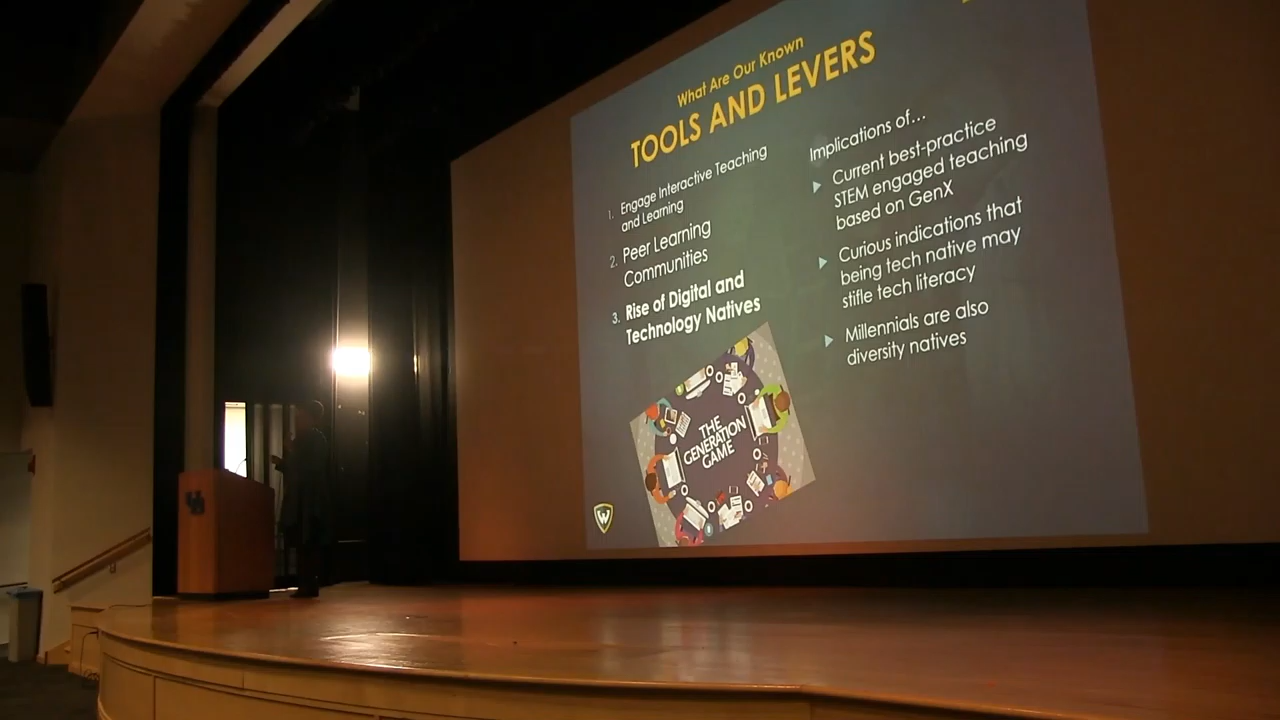 What Are Our Known
TOOLS AND LEVERS
1. Engage Interactive Teaching
and Learning
2. Peer Learning
Communities
3. Rise of Digital and
Technology Natives
THE
GENERATION
GAME
W
Implications of...
Current best-practice
STEM engaged teaching
based on GenX
Curious indications that
being tech native may
stifle tech literacy
Millennials are also
diversity natives